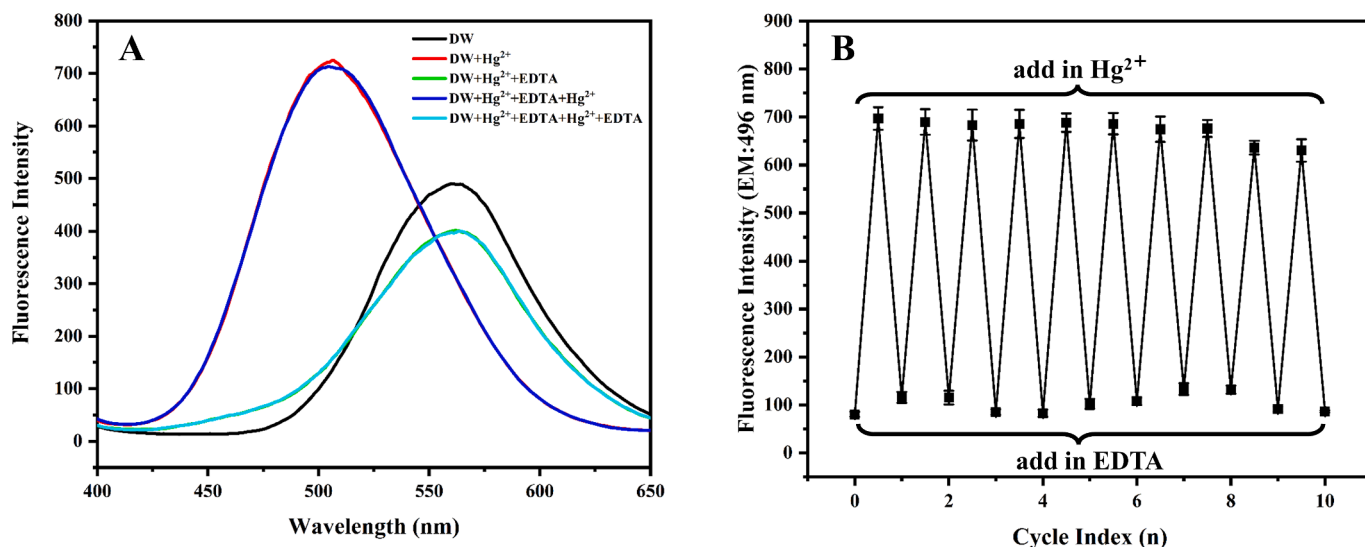 A
DW
DW+Hg²⁺
DW+Hg²⁺+EDTA
DW+Hg²⁺+EDTA+Hg²⁺
DW+Hg²⁺+EDTA+Hg²⁺+EDTA
Fluorescence Intensity
800
700
600
500
400
300
200
100
0
400
450
500
550
600
650
Wavelength (nm)
B
add in Hg²⁺
add in EDTA
Fluorescence Intensity (EM:496 nm)
900
800
700
600
500
400
300
200
100
0
0
2
4
6
8
10
Cycle Index (n)